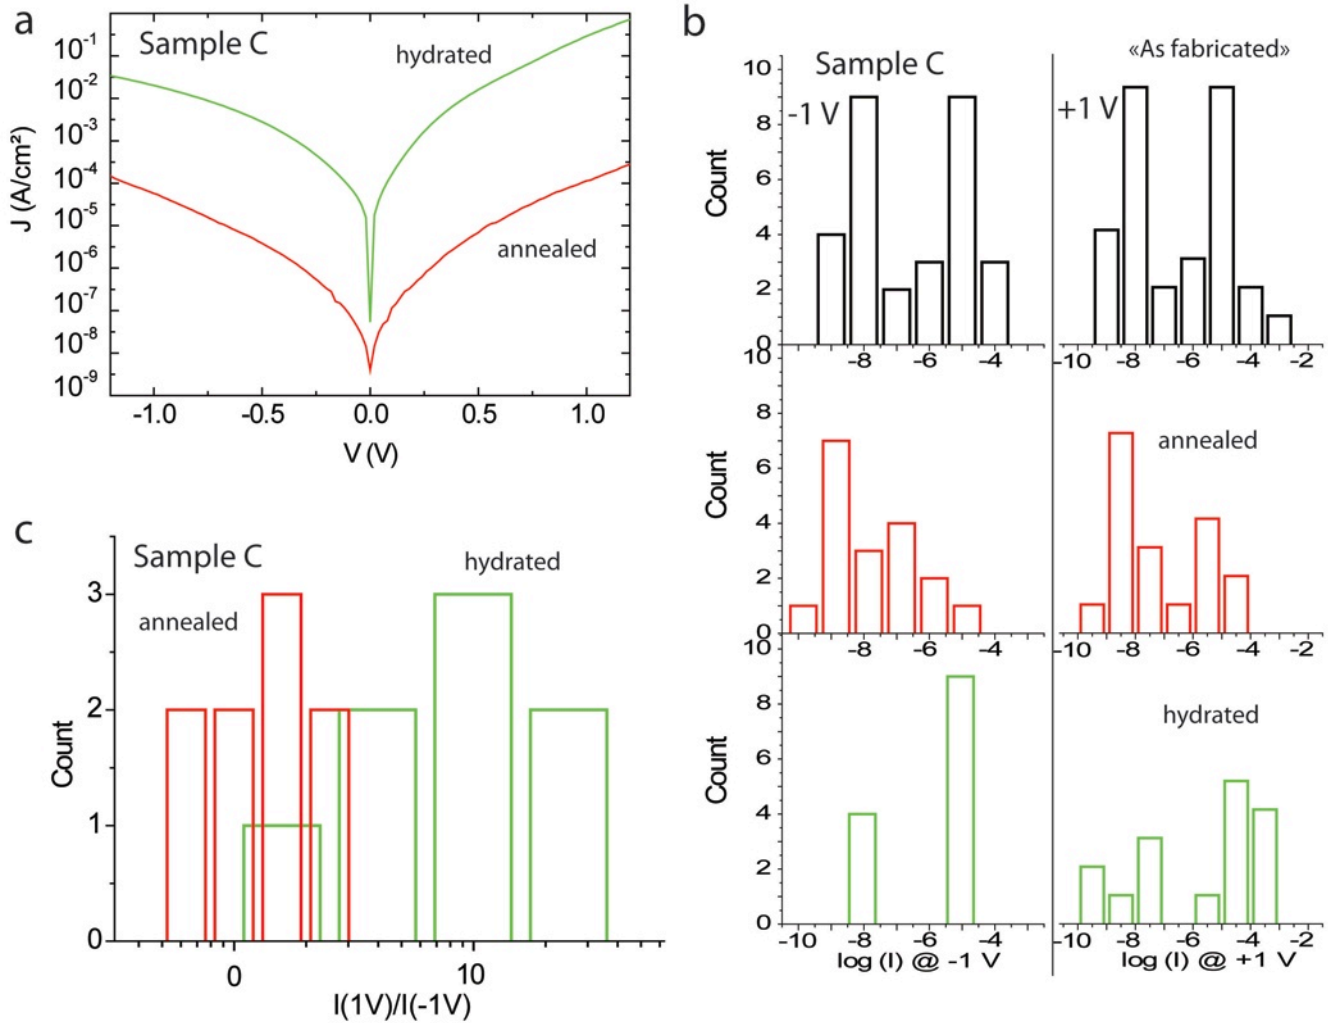 a
Sample C
hydrated
annealed
J (A/cm²)
10⁻¹
10⁻²
10⁻³
10⁻⁴
10⁻⁵
10⁻⁶
10⁻⁷
10⁻⁸
10⁻⁹
-1.0 -0.5 0.0 0.5 1.0
V (V)
b
Sample C
«As fabricated»
-1 V
+1 V
Count
10
8
6
4
2
0
-8 -6 -4
-10 -8 -6 -4 -2
annealed
Count
10
8
6
4
2
0
-8 -6 -4
-10 -8 -6 -4 -2
hydrated
Count
10
8
6
4
2
0
-10 -8 -6 -4
-10 -8 -6 -4 -2
log (I) @ -1 V
log (I) @ +1 V
c
Sample C
hydrated
annealed
Count
3
2
1
0
0 10
I(1V)/I(-1V)